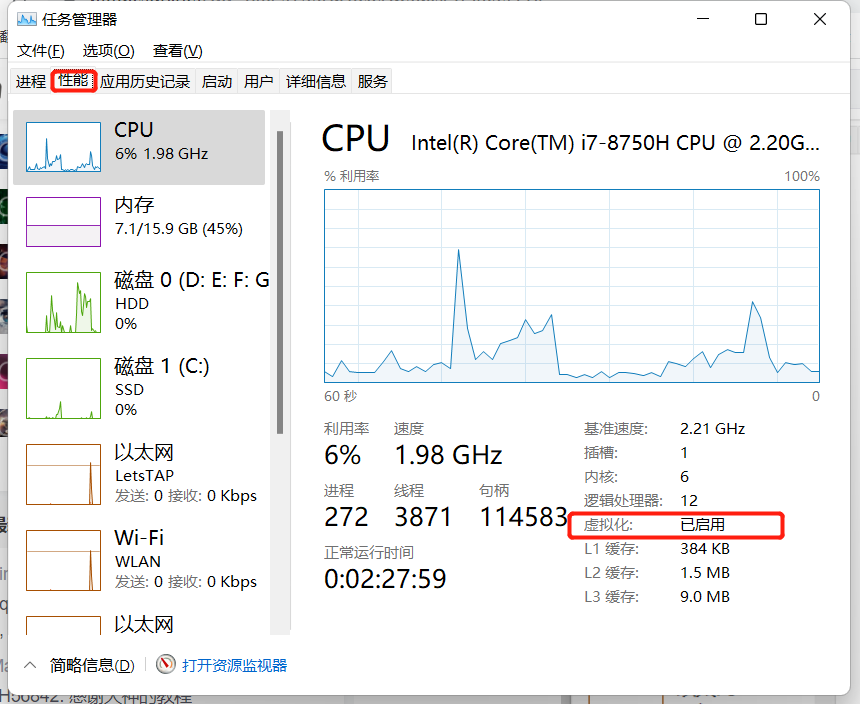 任务管理器
文件(F) 选项(O) 查看(V)
进程 性能 应用历史记录 启动 用户 详细信息 服务
CPU
6% 1.98 GHz
内存
7.1/15.9 GB (45%)
磁盘 0 (D: E: F: G
HDD
0%
磁盘 1 (C:)
SSD
0%
以太网
LetsTAP
发送: 0 接收: 0 Kbps
Wi-Fi
WLAN
发送: 0 接收: 0 Kbps
以太网
CPU Intel(R) Core(TM) i7-8750H CPU @ 2.20G...
% 利用率 100%
60 秒 0
利用率 速度
6% 1.98 GHz
进程 线程 句柄
272 3871 114583
正常运行时间
0:02:27:59
基准速度: 2.21 GHz
插槽: 1
内核: 6
逻辑处理器: 12
虚拟化: 已启用
L1 缓存: 384 KB
L2 缓存: 1.5 MB
L3 缓存: 9.0 MB
简略信息(D) 打开资源监视器